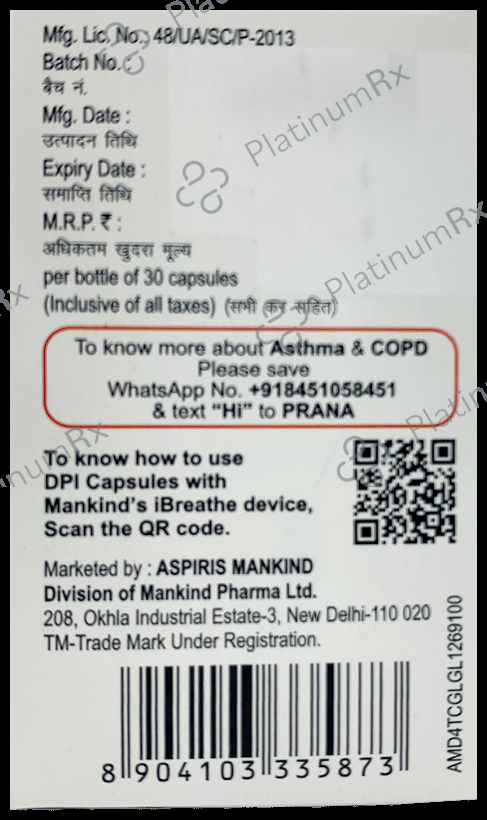 Mfg. Lic. No.: 48/UA/SC/P-2013
Batch No.:
बैच नं.
Mfg. Date :
उत्पादन तिथि
Expiry Date :
समाप्ति तिथि
M.R.P. ₹ :
अधिकतम खुदरा मूल्य
per bottle of 30 capsules
(Inclusive of all taxes) (सभी कर सहित)
To know more about Asthma & COPD
Please save
WhatsApp No. +918451058451
& text “Hi” to PRANA
To know how to use
DPI Capsules with
Mankind's iBreathe device,
Scan the QR code.
Marketed by : ASPIRIS MANKIND
Division of Mankind Pharma Ltd.
208, Okhla Industrial Estate-3, New Delhi-110 020
TM-Trade Mark Under Registration.
8 904103 335873
AMD4TCGLGL1269100
PlatinumRx
PlatinumRx
PlatinumRx